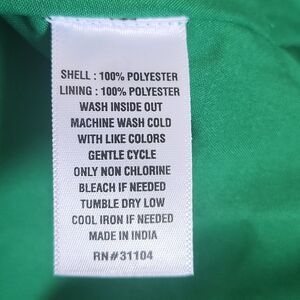 SHELL : 100% POLYESTER
LINING : 100% POLYESTER
WASH INSIDE OUT
MACHINE WASH COLD
WITH LIKE COLORS
GENTLE CYCLE
ONLY NON CHLORINE
BLEACH IF NEEDED
TUMBLE DRY LOW
COOL IRON IF NEEDED
MADE IN INDIA
RN#31104